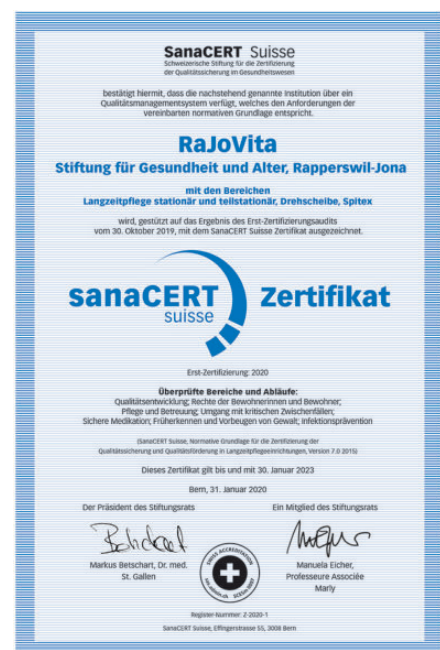 SanaCERT Suisse
Schweizerische Stiftung für die Zertifizierung
der Qualitätssicherung im Gesundheitswesen
bestätigt hiermit, dass die nachstehend genannte Institution über ein
Qualitätsmanagementsystem verfügt, welches den Anforderungen der
vereinbarten normativen Grundlage entspricht.
RaJoVita
Stiftung für Gesundheit und Alter, Rapperswil-Jona
mit den Bereichen
Langzeitpflege stationär und teilstationär, Drehscheibe, Spitex
wird, gestützt auf das Ergebnis des Erst-Zertifizierungsaudits
vom 30. Oktober 2019, mit dem SanaCERT Suisse Zertifikat ausgezeichnet.
sanaCERT Zertifikat
suisse
Erst-Zertifizierung: 2020
Überprüfte Bereiche und Abläufe:
Qualitätsentwicklung; Rechte der Bewohnerinnen und Bewohner;
Pflege und Betreuung; Umgang mit kritischen Zwischenfällen;
Sichere Medikation; Früherkennen und Vorbeugen von Gewalt; Infektionsprävention
(SanaCERT Suisse, Normative Grundlage für die Zertifizierung der
Qualitätssicherung und Qualitätsförderung in Langzeitpflegeeinrichtungen, Version 7.0 2015)
Dieses Zertifikat gilt bis und mit 30. Januar 2023
Bern, 31. Januar 2020
Der Präsident des Stiftungsrats Ein Mitglied des Stiftungsrats
SWISS ACCREDITATION
Markus Betschart, Dr. med. Manuela Eicher,
St. Gallen Professeure Associée
Marly
Register-Nummer: Z-2020-1
SanaCERT Suisse, Effingerstrasse 55, 3008 Bern